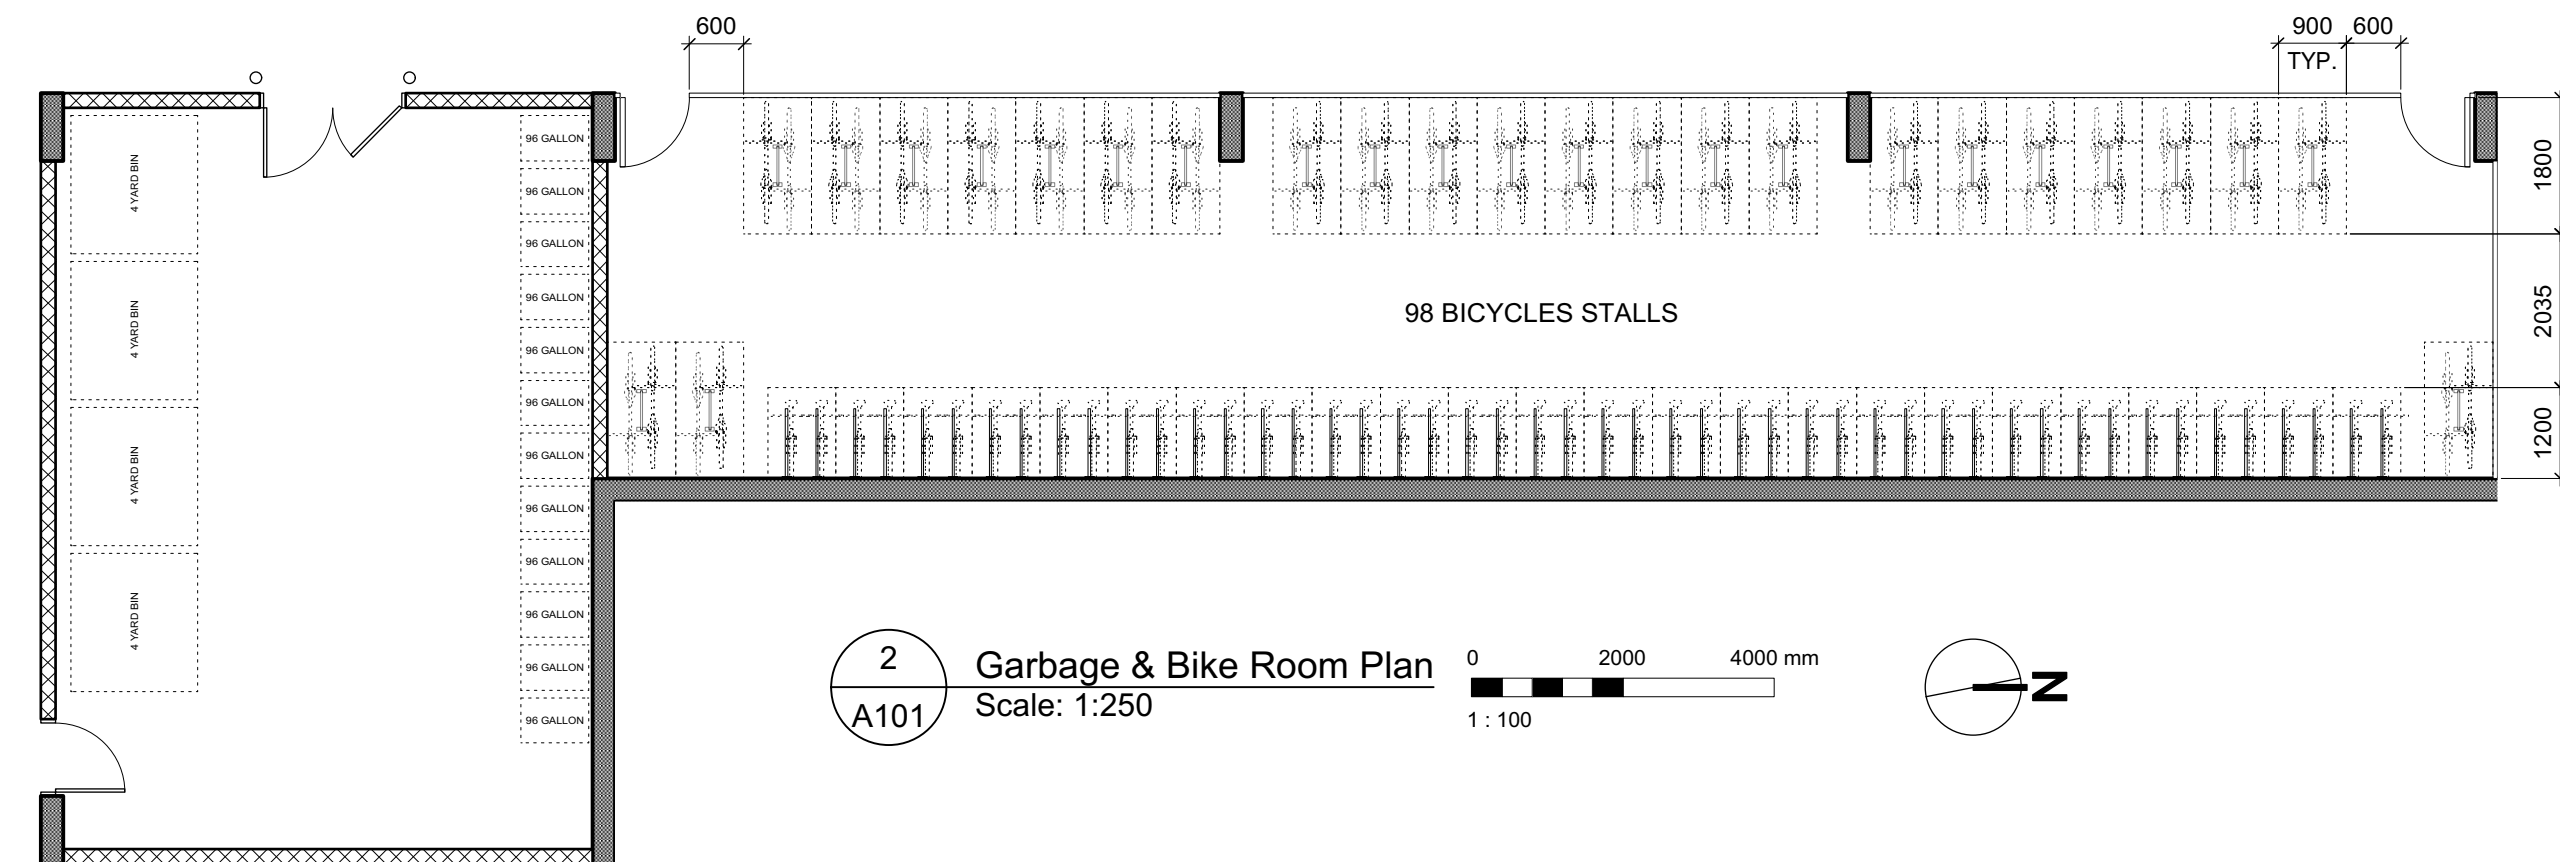 600
900 600
TYP.
1800
2035
1200
4 YARD BIN
4 YARD BIN
4 YARD BIN
4 YARD BIN
96 GALLON
96 GALLON
96 GALLON
96 GALLON
96 GALLON
96 GALLON
96 GALLON
96 GALLON
96 GALLON
96 GALLON
96 GALLON
96 GALLON
98 BICYCLES STALLS
2
A101
Garbage & Bike Room Plan
Scale: 1:250
0 2000 4000 mm
1 : 100
N